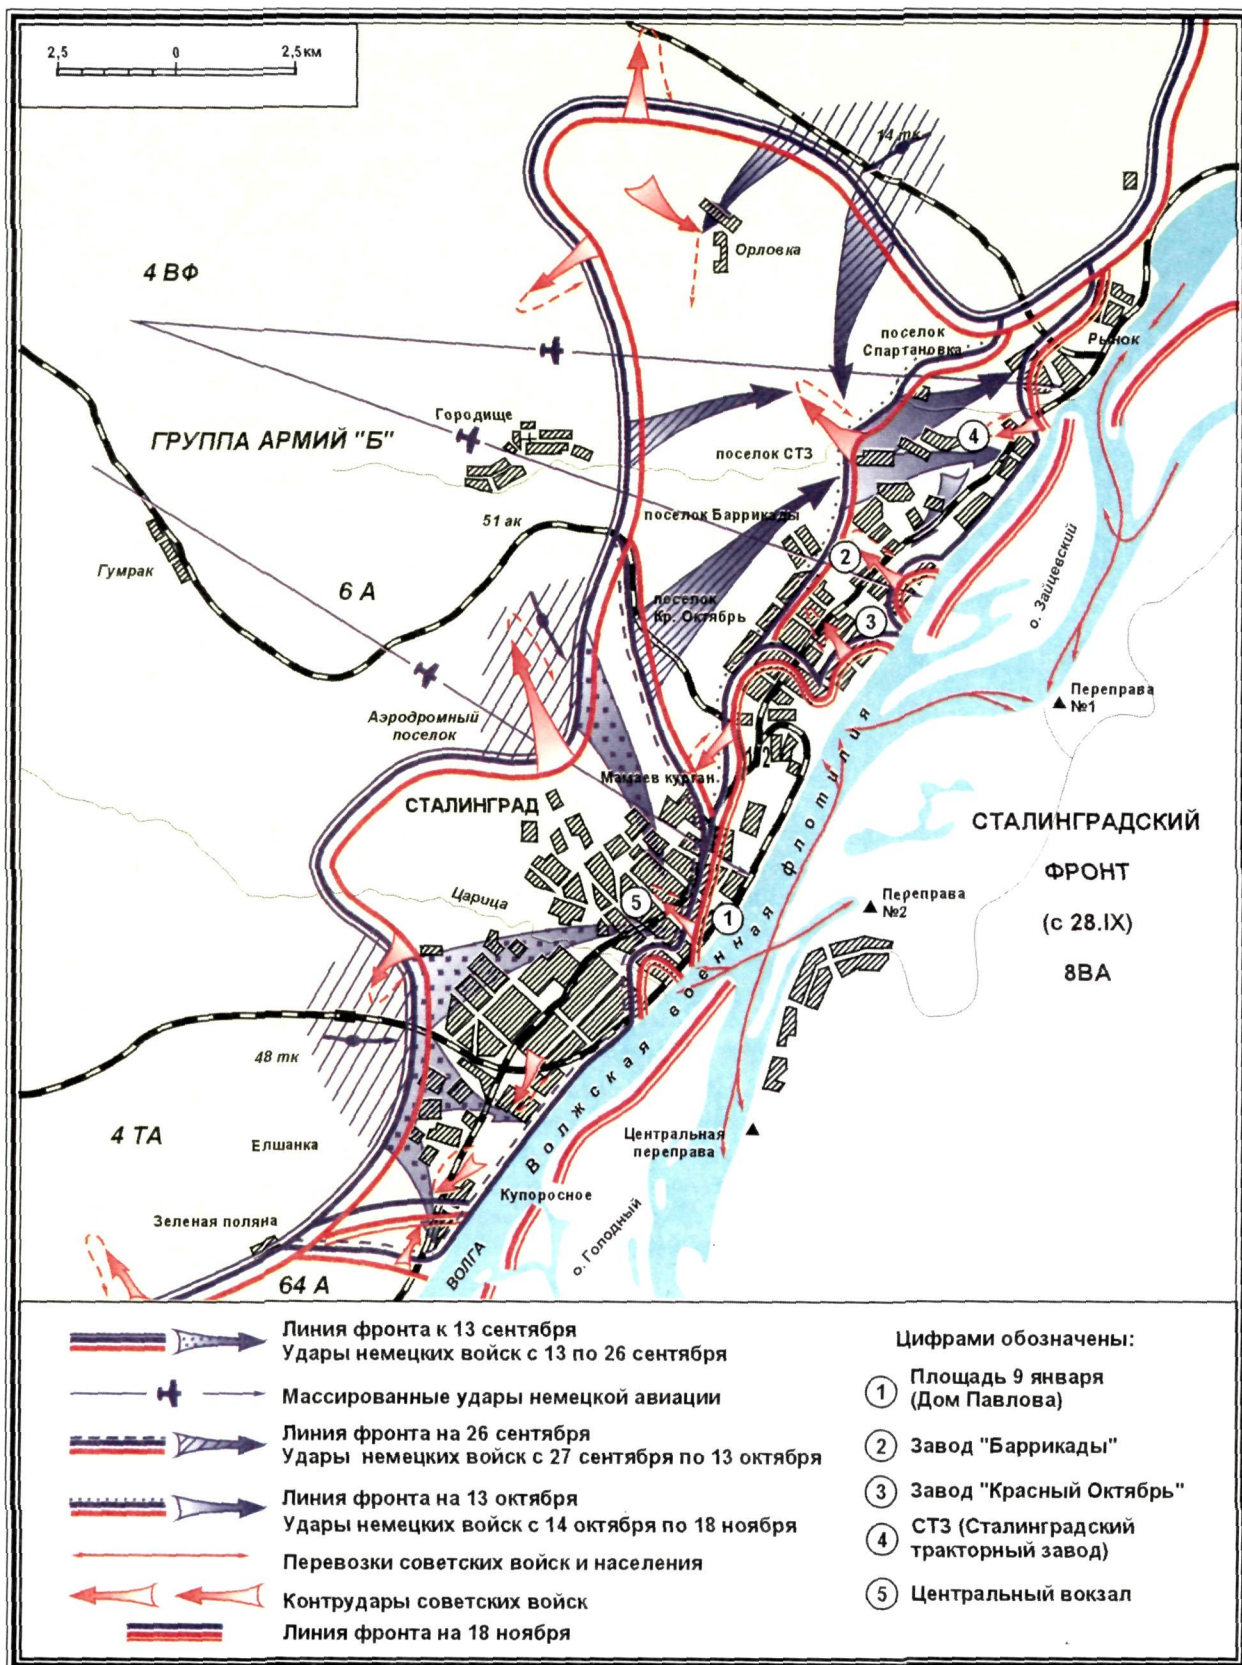 2,5 0 2,5км
14 тк
Орловка
4 ВФ
поселок
Спартановка
Рынок
Городище
ГРУППА АРМИЙ "Б"
4
поселок СТЗ
поселок Баррикады
51 ак
2
Гумрак
6 А
поселок
Кр. Октябрь
3
о. Зайцевский
Переправа
№1
Аэродромный
поселок
Мамаев курган.
СТАЛИНГРАД
СТАЛИНГРАДСКИЙ
ФРОНТ
(с 28.IX)
8ВА
Царица
5
1
Переправа
№2
Волжская военная флотилия
48 тк
4 ТА
Елшанка
Центральная
переправа
Купоросное
Зеленая поляна
о. Голодный
ВОЛГА
64 А
Линия фронта к 13 сентября
Удары немецких войск с 13 по 26 сентября
Массированные удары немецкой авиации
Линия фронта на 26 сентября
Удары немецких войск с 27 сентября по 13 октября
Линия фронта на 13 октября
Удары немецких войск с 14 октября по 18 ноября
Перевозки советских войск и населения
Контрудары советских войск
Линия фронта на 18 ноября
Цифрами обозначены:
1 Площадь 9 января
(Дом Павлова)
2 Завод "Баррикады"
3 Завод "Красный Октябрь"
4 СТЗ (Сталинградский
тракторный завод)
5 Центральный вокзал